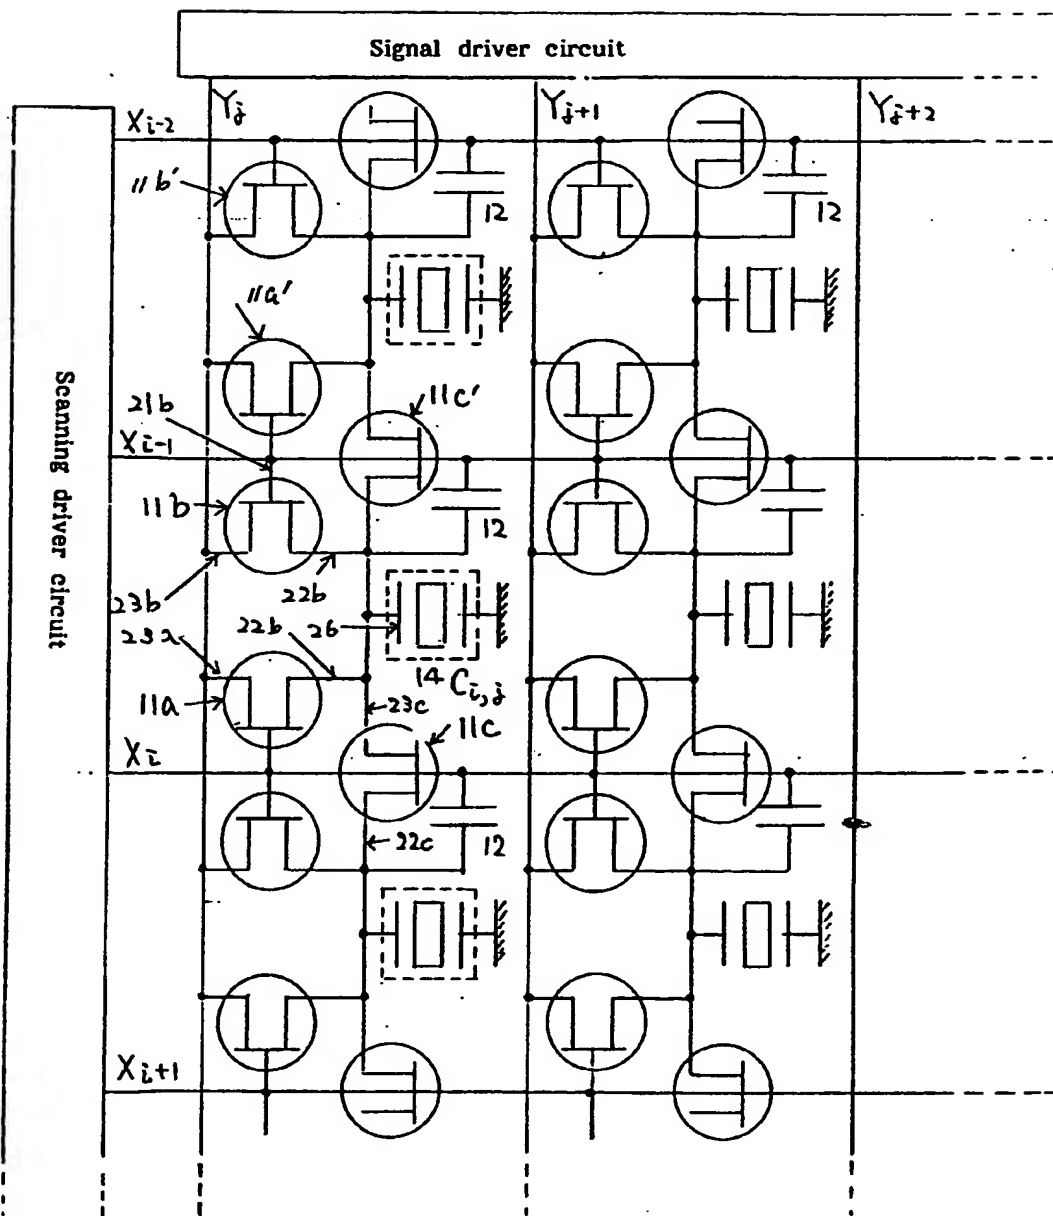 Signal driver circuit
Scanning driver circuit
Yj
Yj+1
Yj+2
Xi-2
11b'
12
12
11a'
11c'
21b
Xi-1
11b
12
23b
22b
23a
22b
26
14
Ci,j
11a
23c
11c
Xi
22c
12
Xi+1